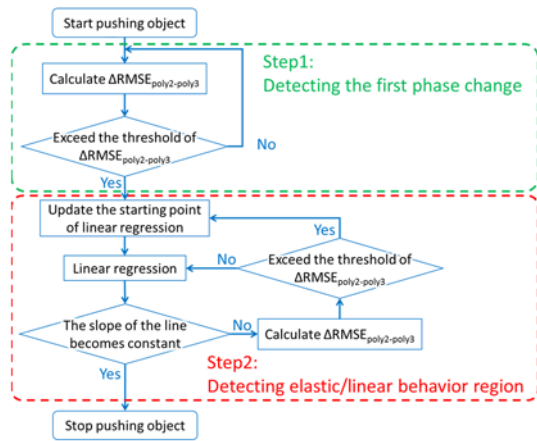 Start pushing object
Step1:
Detecting the first phase change
Calculate ΔRMSEpoly2-poly3
Exceed the threshold of
ΔRMSEpoly2-poly3
No
Yes
Update the starting point
of linear regression
Yes
Linear regression
No
Exceed the threshold of
ΔRMSEpoly2-poly3
The slope of the line
becomes constant
No
Calculate ΔRMSEpoly2-poly3
Yes
Step2:
Detecting elastic/linear behavior region
Stop pushing object